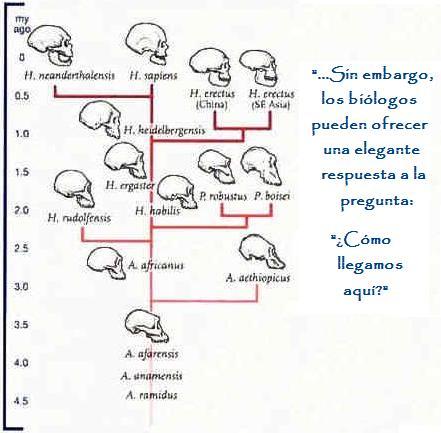 my
ago
0
H. neanderthalensis
H. sapiens
H. erectus
(China)
H. erectus
(SE Asia)
0.5
H. heidelbergensis
1.0
H. ergaster
1.5
H. habilis
P. robustus
P. boisei
2.0
H. rudolfensis
2.5
A. africanus
A. aethiopicus
3.0
3.5
A. afarensis
4.0
A. anamensis
A. ramidus
4.5
"...Sin embargo,
los biólogos
pueden ofrecer
una elegante
respuesta a la
pregunta:
"¿Cómo
llegamos
aquí?"